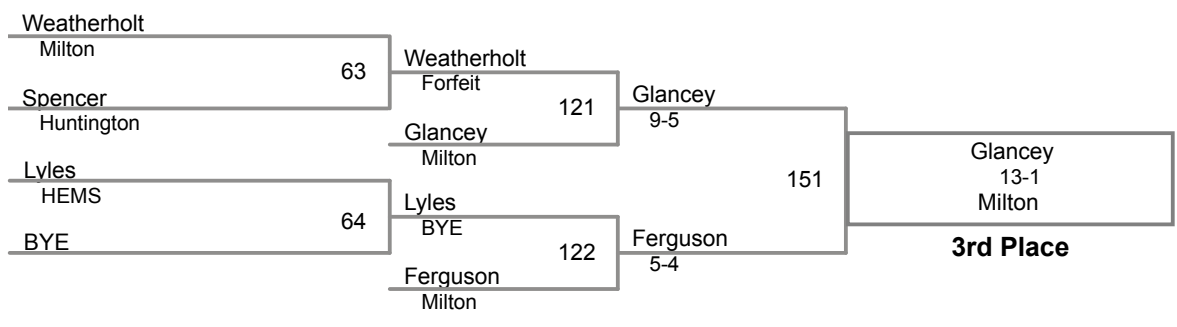 Weatherholt
Milton
63
Spencer
Huntington
Lyles
HEMS
64
BYE
Weatherholt
Forfeit
121
Glancey
Milton
Lyles
BYE
122
Ferguson
Milton
Glancey
9-5
151
Ferguson
5-4
Glancey
13-1
Milton
3rd Place